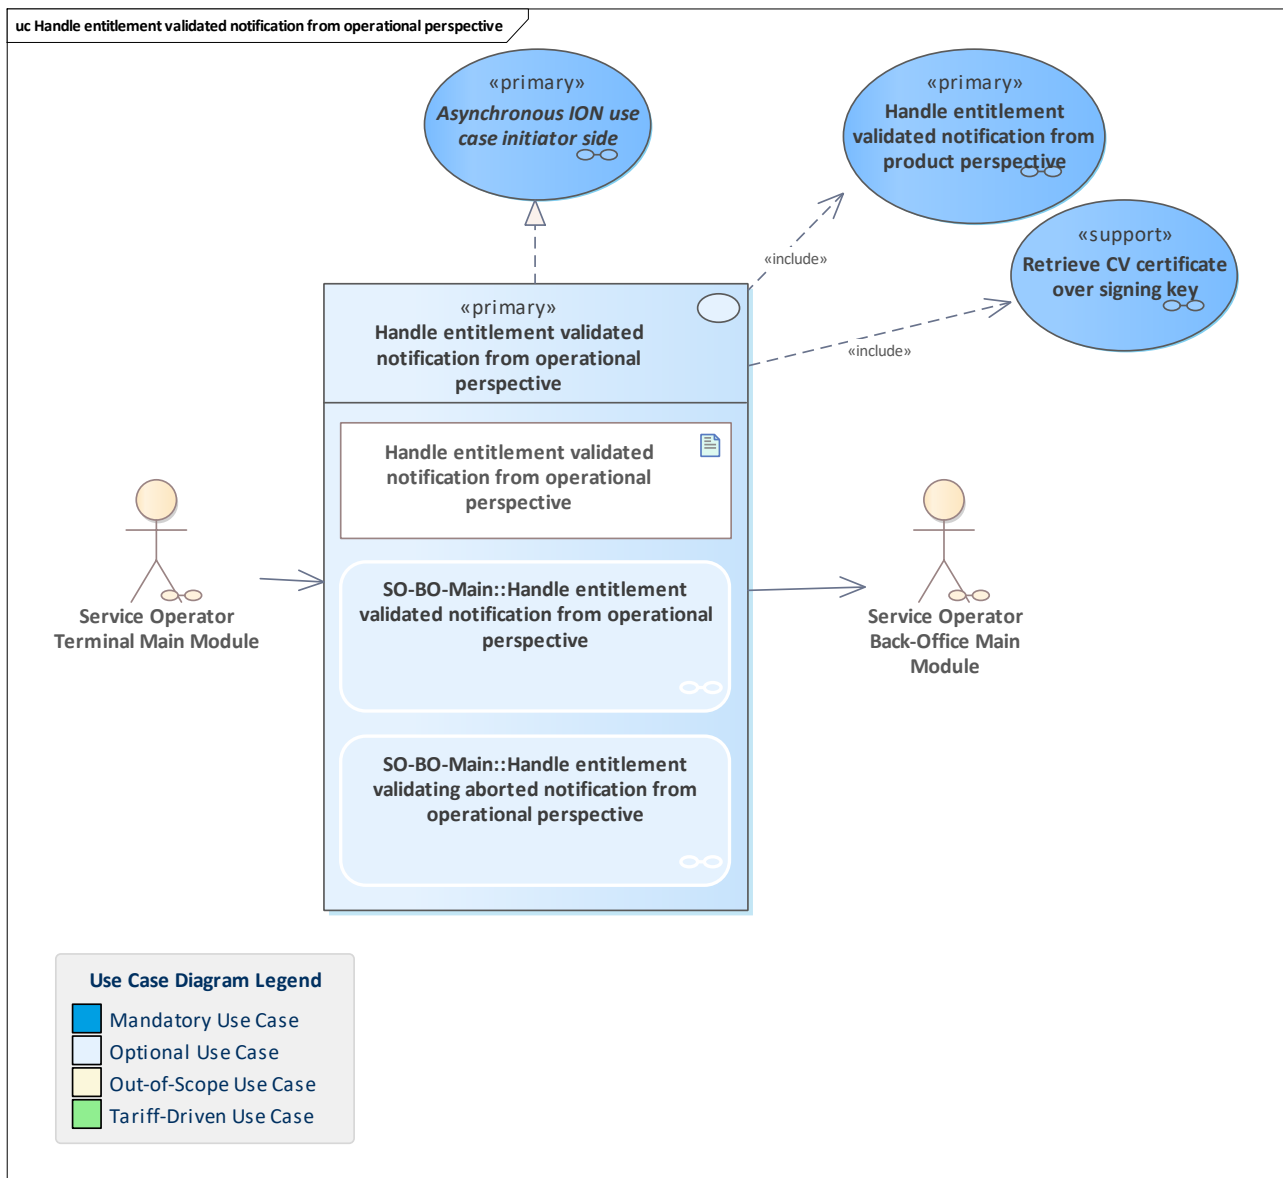 uc Handle entitlement validated notification from operational perspective
«primary»
Asynchronous ION use
case initiator side
«primary»
Handle entitlement
validated notification from
product perspective
«support»
Retrieve CV certificate
over signing key
«include»
«include»
«primary»
Handle entitlement validated
notification from operational
perspective
Handle entitlement validated
notification from operational
perspective
SO-BO-Main::Handle entitlement
validated notification from operational
perspective
SO-BO-Main::Handle entitlement
validating aborted notification from
operational perspective
Service Operator
Terminal Main Module
Service Operator
Back-Office Main
Module
Use Case Diagram Legend
Mandatory Use Case
Optional Use Case
Out-of-Scope Use Case
Tariff-Driven Use Case